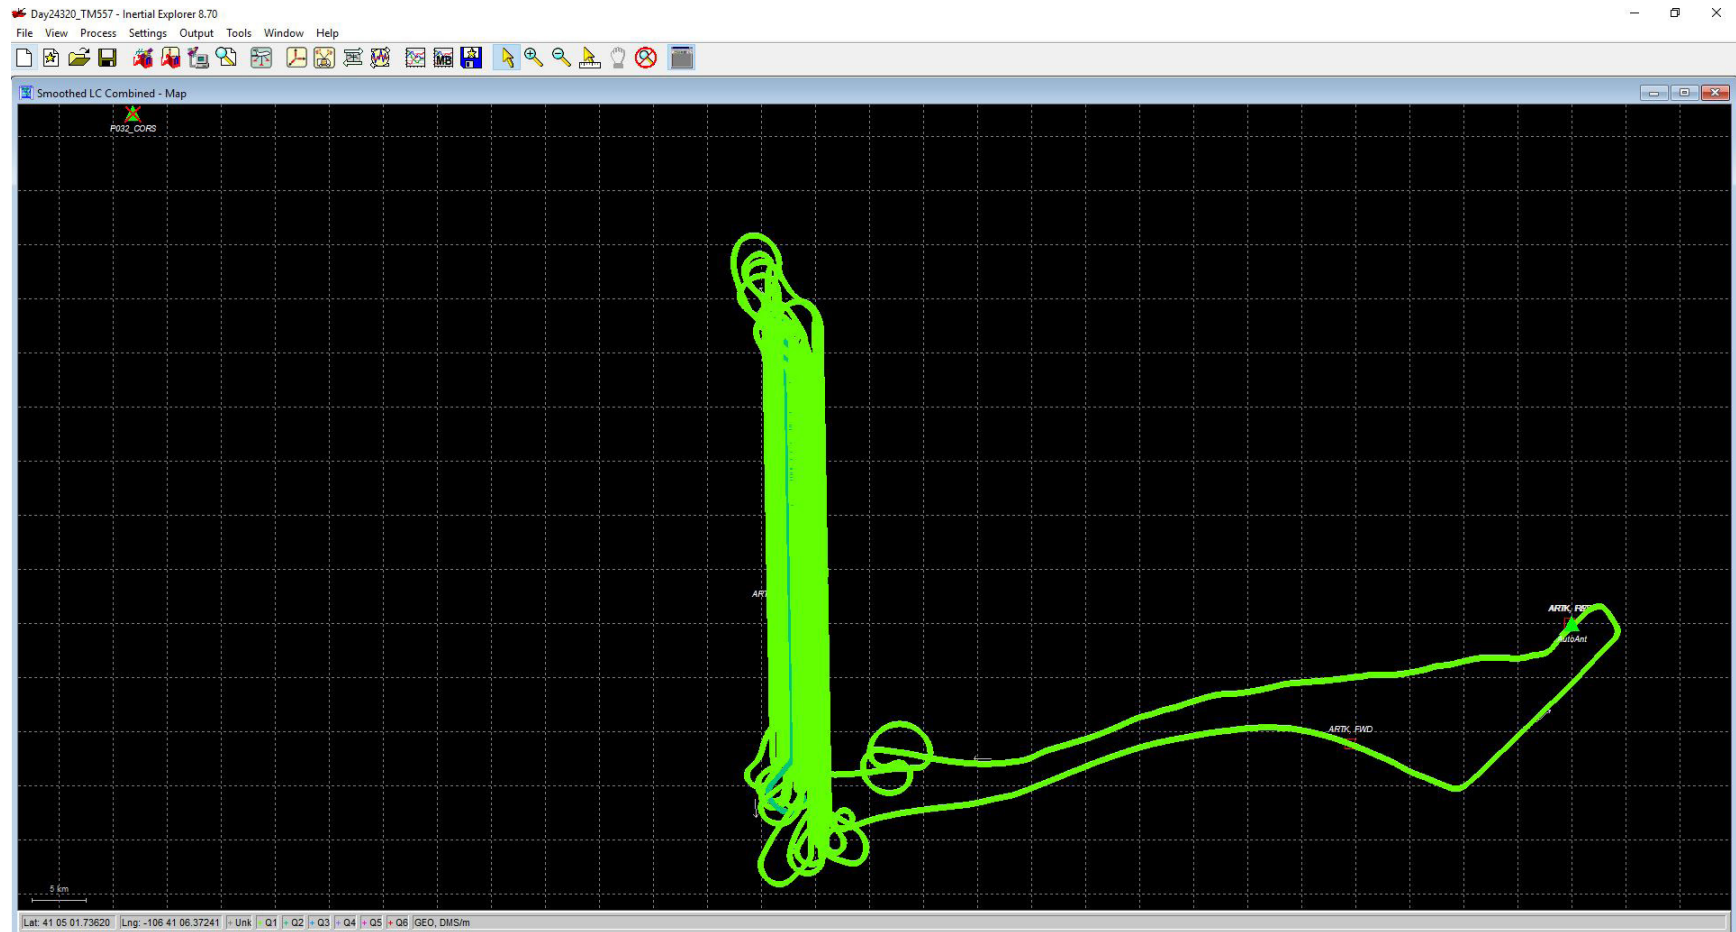 Day24320_TM557 - Inertial Explorer 8.70
File View Process Settings Output Tools Window Help
MB
Smoothed LC Combined - Map
P032_CORS
ART
AutoAnt
ARTK_FWD
5 km
Lat: 41 05 01.73620 Lng: -106 41 06.37241 Unk Q1 Q2 Q3 Q4 Q5 Q6 GEO, DMS/m